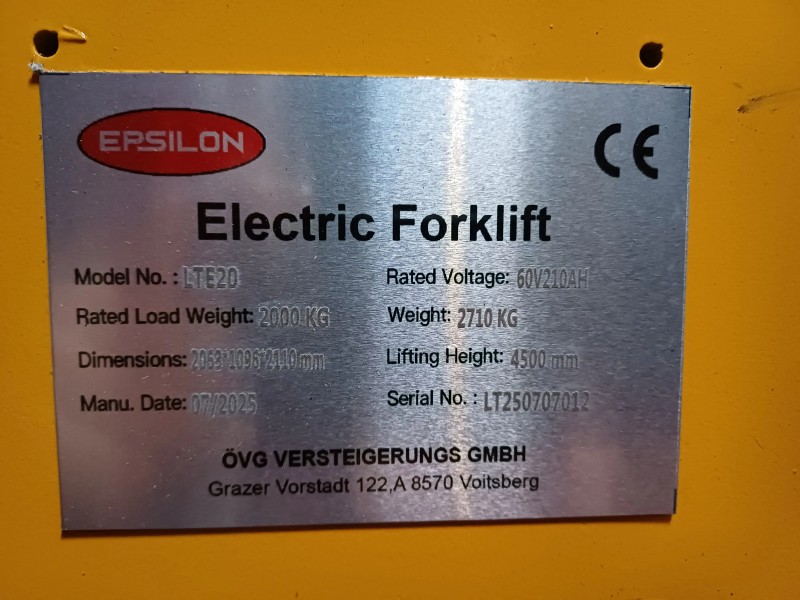 EPSILON
CE
Electric Forklift
Model No. : LTE20
Rated Voltage: 60V210AH
Rated Load Weight: 2000 KG
Weight: 2710 KG
Dimensions: 2063*1096*2110 mm
Lifting Height: 4500 mm
Manu. Date: 07/2025
Serial No. : LT250707012
ÖVG VERSTEIGERUNGS GMBH
Grazer Vorstadt 122,A 8570 Voitsberg